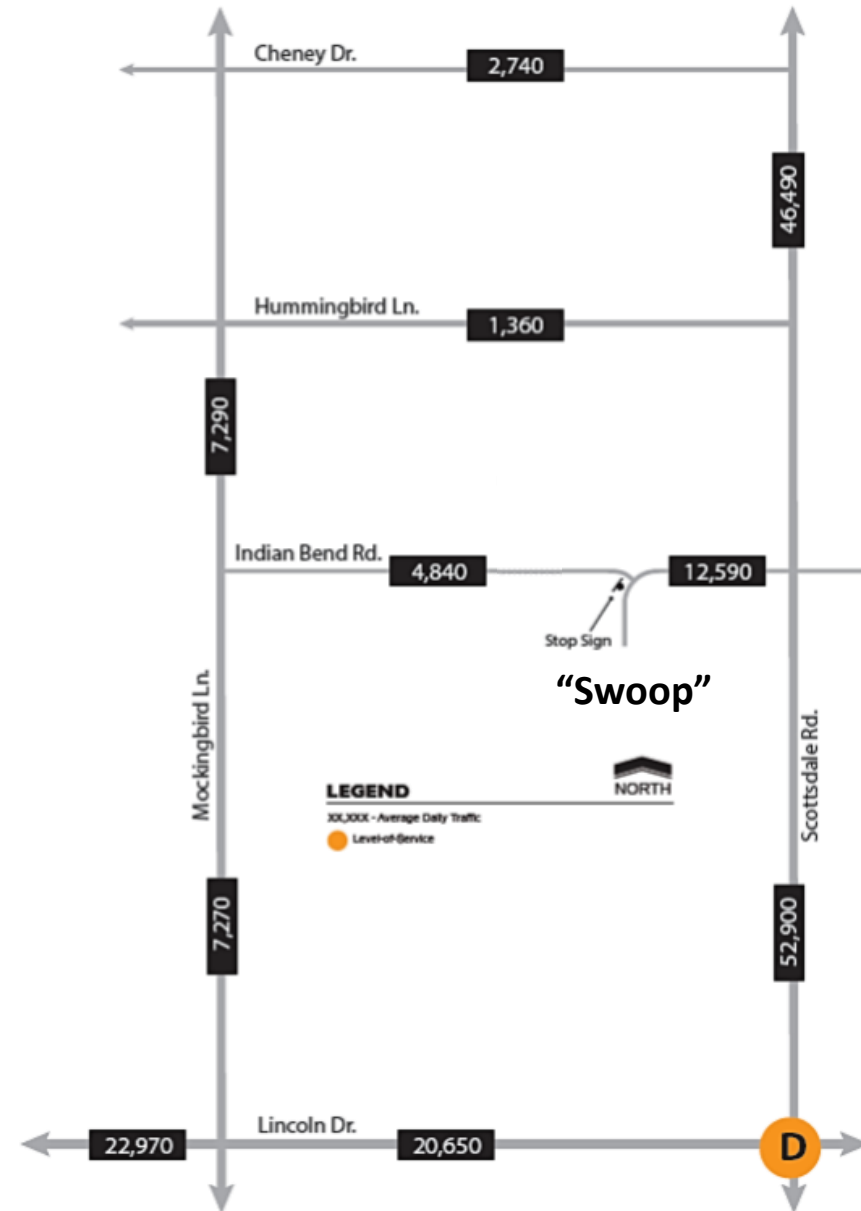 Cheney Dr.
2,740
46,490
Hummingbird Ln.
1,360
7,290
Indian Bend Rd.
4,840
12,590
Stop Sign
“Swoop”
Mockingbird Ln.
Scottsdale Rd.
NORTH
LEGEND
XX,XXX - Average Daily Traffic
Level-of-Service
7,270
52,900
Lincoln Dr.
22,970
20,650
D